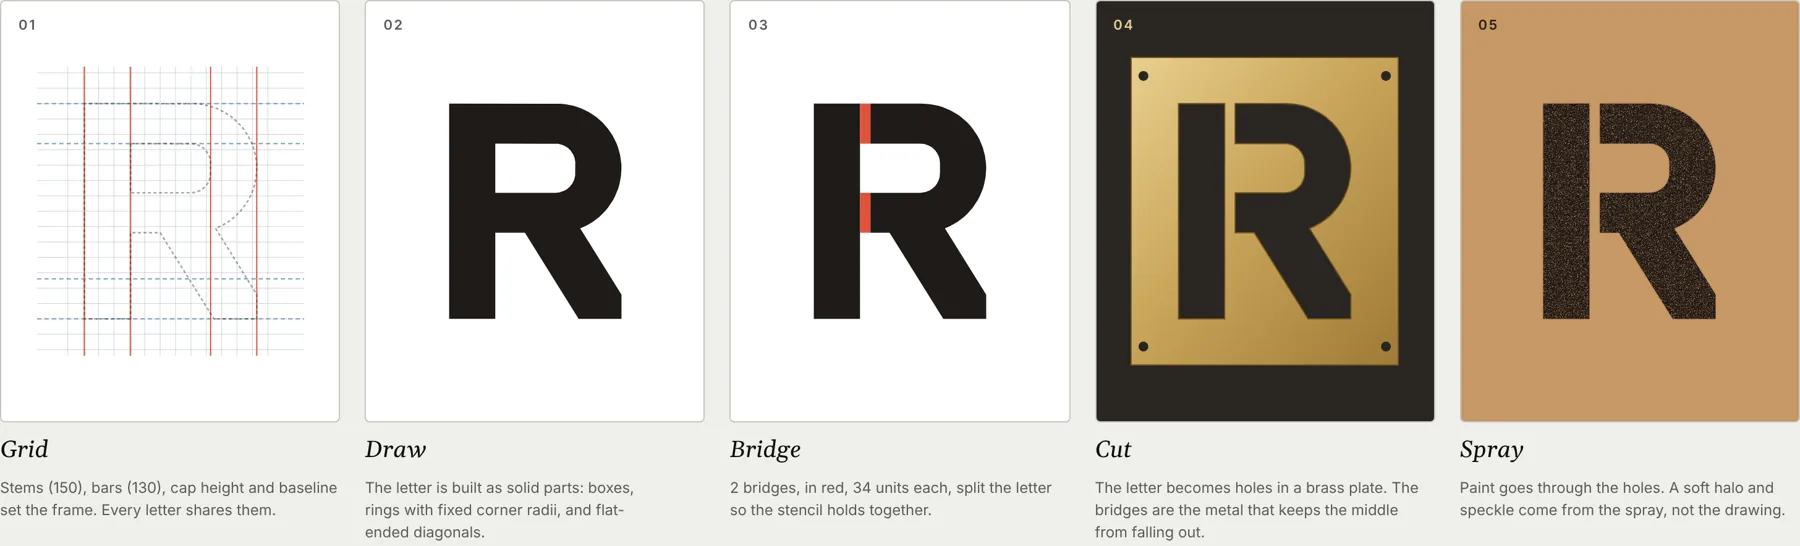 01
02
03
04
05
R
R
R
R
R
Grid
Stems (150), bars (130), cap height and baseline
set the frame. Every letter shares them.
Draw
The letter is built as solid parts: boxes,
rings with fixed corner radii, and flat-
ended diagonals.
Bridge
2 bridges, in red, 34 units each, split the letter
so the stencil holds together.
Cut
The letter becomes holes in a brass plate. The
bridges are the metal that keeps the middle
from falling out.
Spray
Paint goes through the holes. A soft halo and
speckle come from the spray, not the drawing.